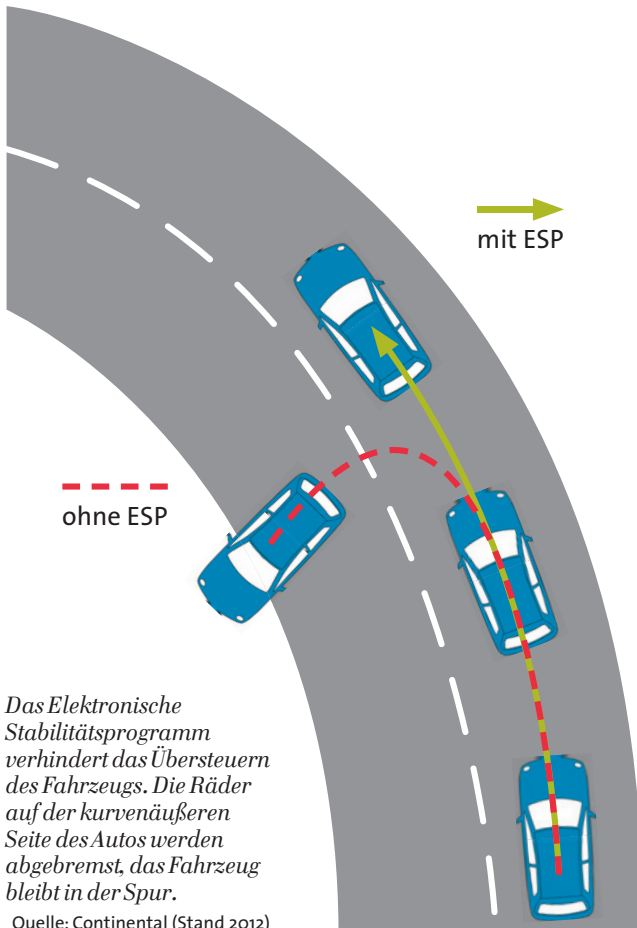 mit ESP
ohne ESP
Das Elektronische
Stabilitätsprogramm
verhindert das Übersteuern
des Fahrzeugs. Die Räder
auf der kurvenäußeren
Seite des Autos werden
abgebremst, das Fahrzeug
bleibt in der Spur.
Quelle: Continental (Stand 2012)